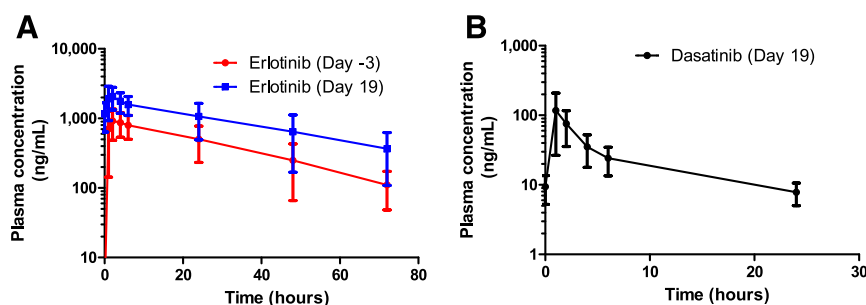 A
Plasma concentration
(ng/mL)
10,000
1,000
100
10
0
20
40
60
80
Time (hours)
Erlotinib (Day -3)
Erlotinib (Day 19)
B
Plasma concentration
(ng/mL)
1,000
100
10
1
0
10
20
30
Time (hours)
Dasatinib (Day 19)